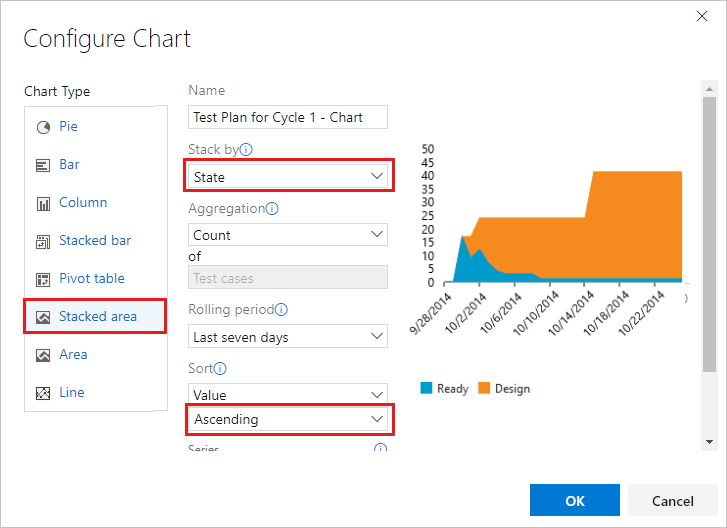 Configure Chart
Chart Type
Pie
Bar
Column
Stacked bar
Pivot table
Stacked area
Area
Line
Name
Test Plan for Cycle 1 - Chart
Stack by
State
Aggregation
Count
of
Test cases
Rolling period
Last seven days
Sort
Value
Ascending
Series
50
45
40
35
30
25
20
15
10
5
0
9/28/2014
10/2/2014
10/6/2014
10/10/2014
10/14/2014
10/18/2014
10/22/2014
Ready
Design
OK
Cancel